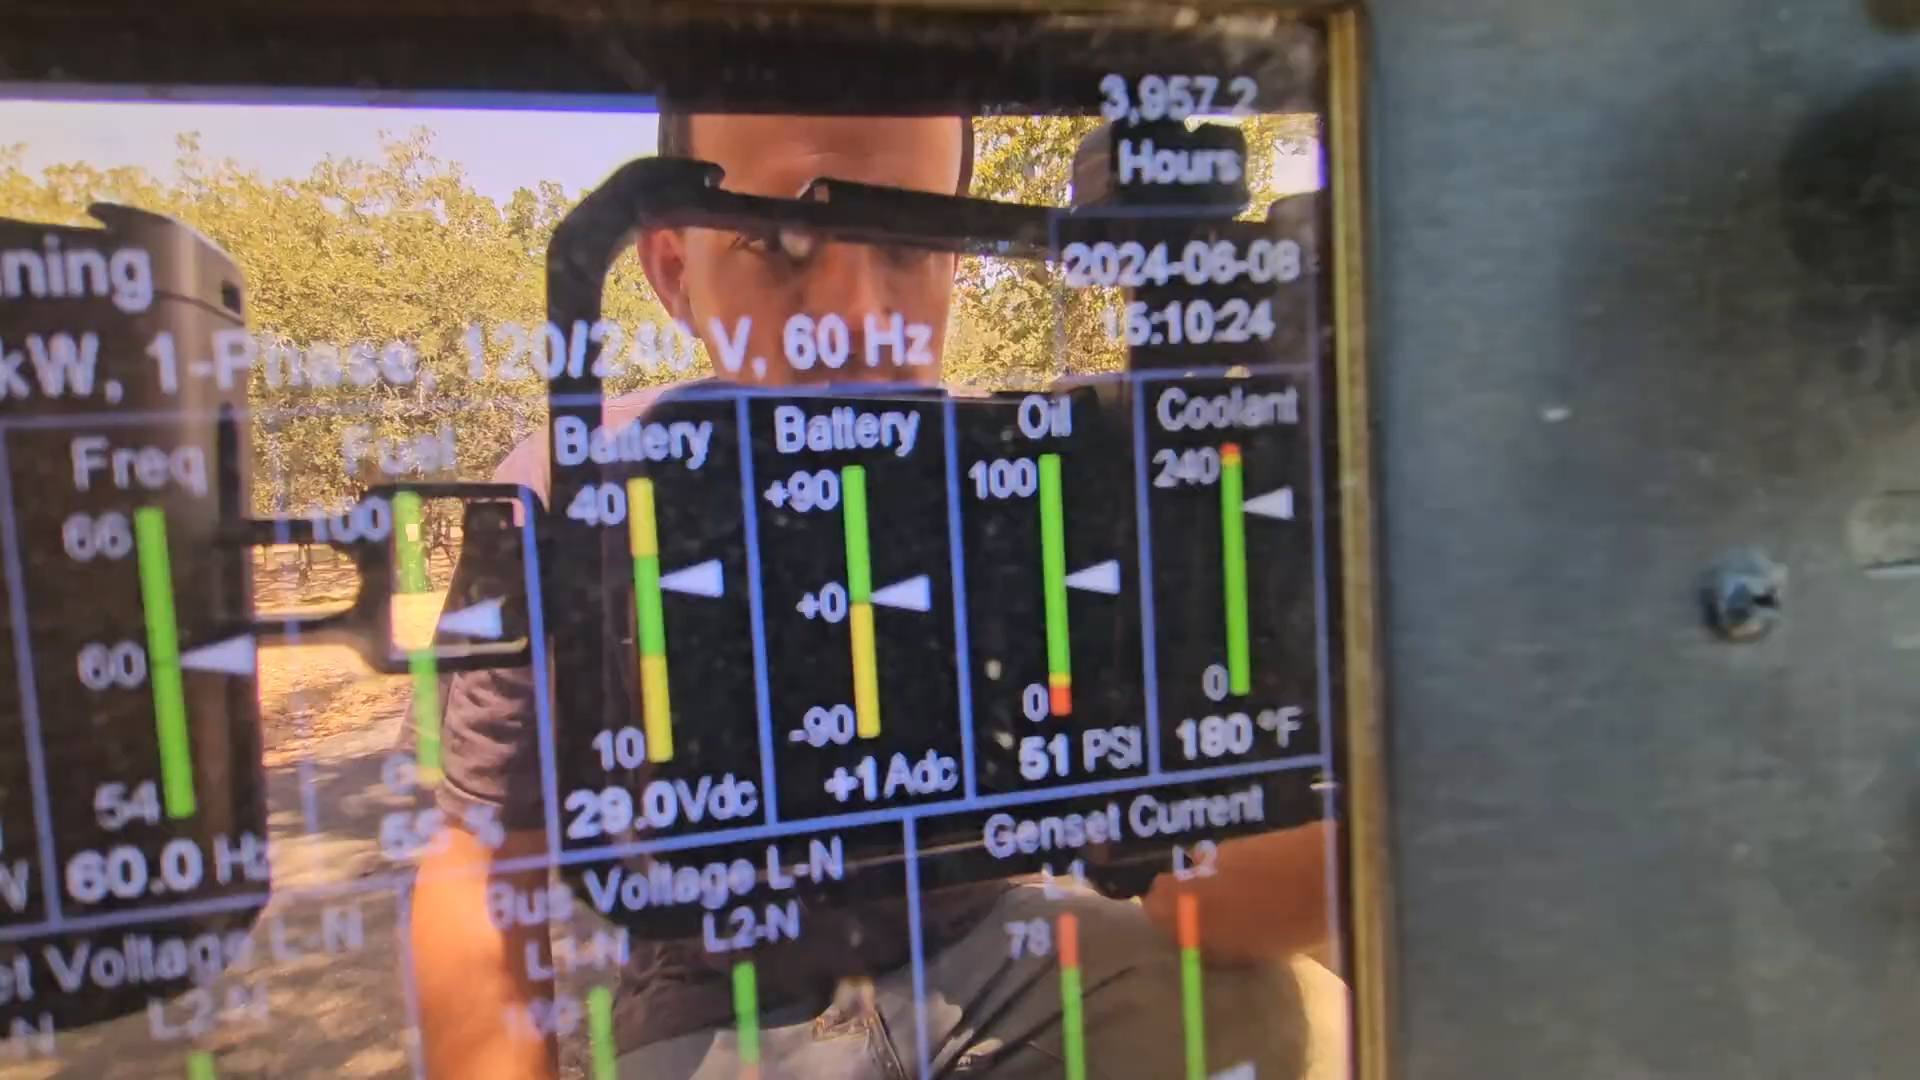 3,957.2
Hours
2024-06-08
15:10:24
ning
kW, 1-Phase, 120/240 V, 60 Hz
Freq
66
60
54
60.0 Hz
Fuel
100
0
55 %
Battery
40
10
29.0Vdc
Battery
+90
+0
-90
+1 Adc
Oil
100
0
51 PSI
Coolant
240
0
180 °F
et Voltage L-N
N
L2-N
Bus Voltage L-N
L1-N
L2-N
Genset Current
L1
L2
78